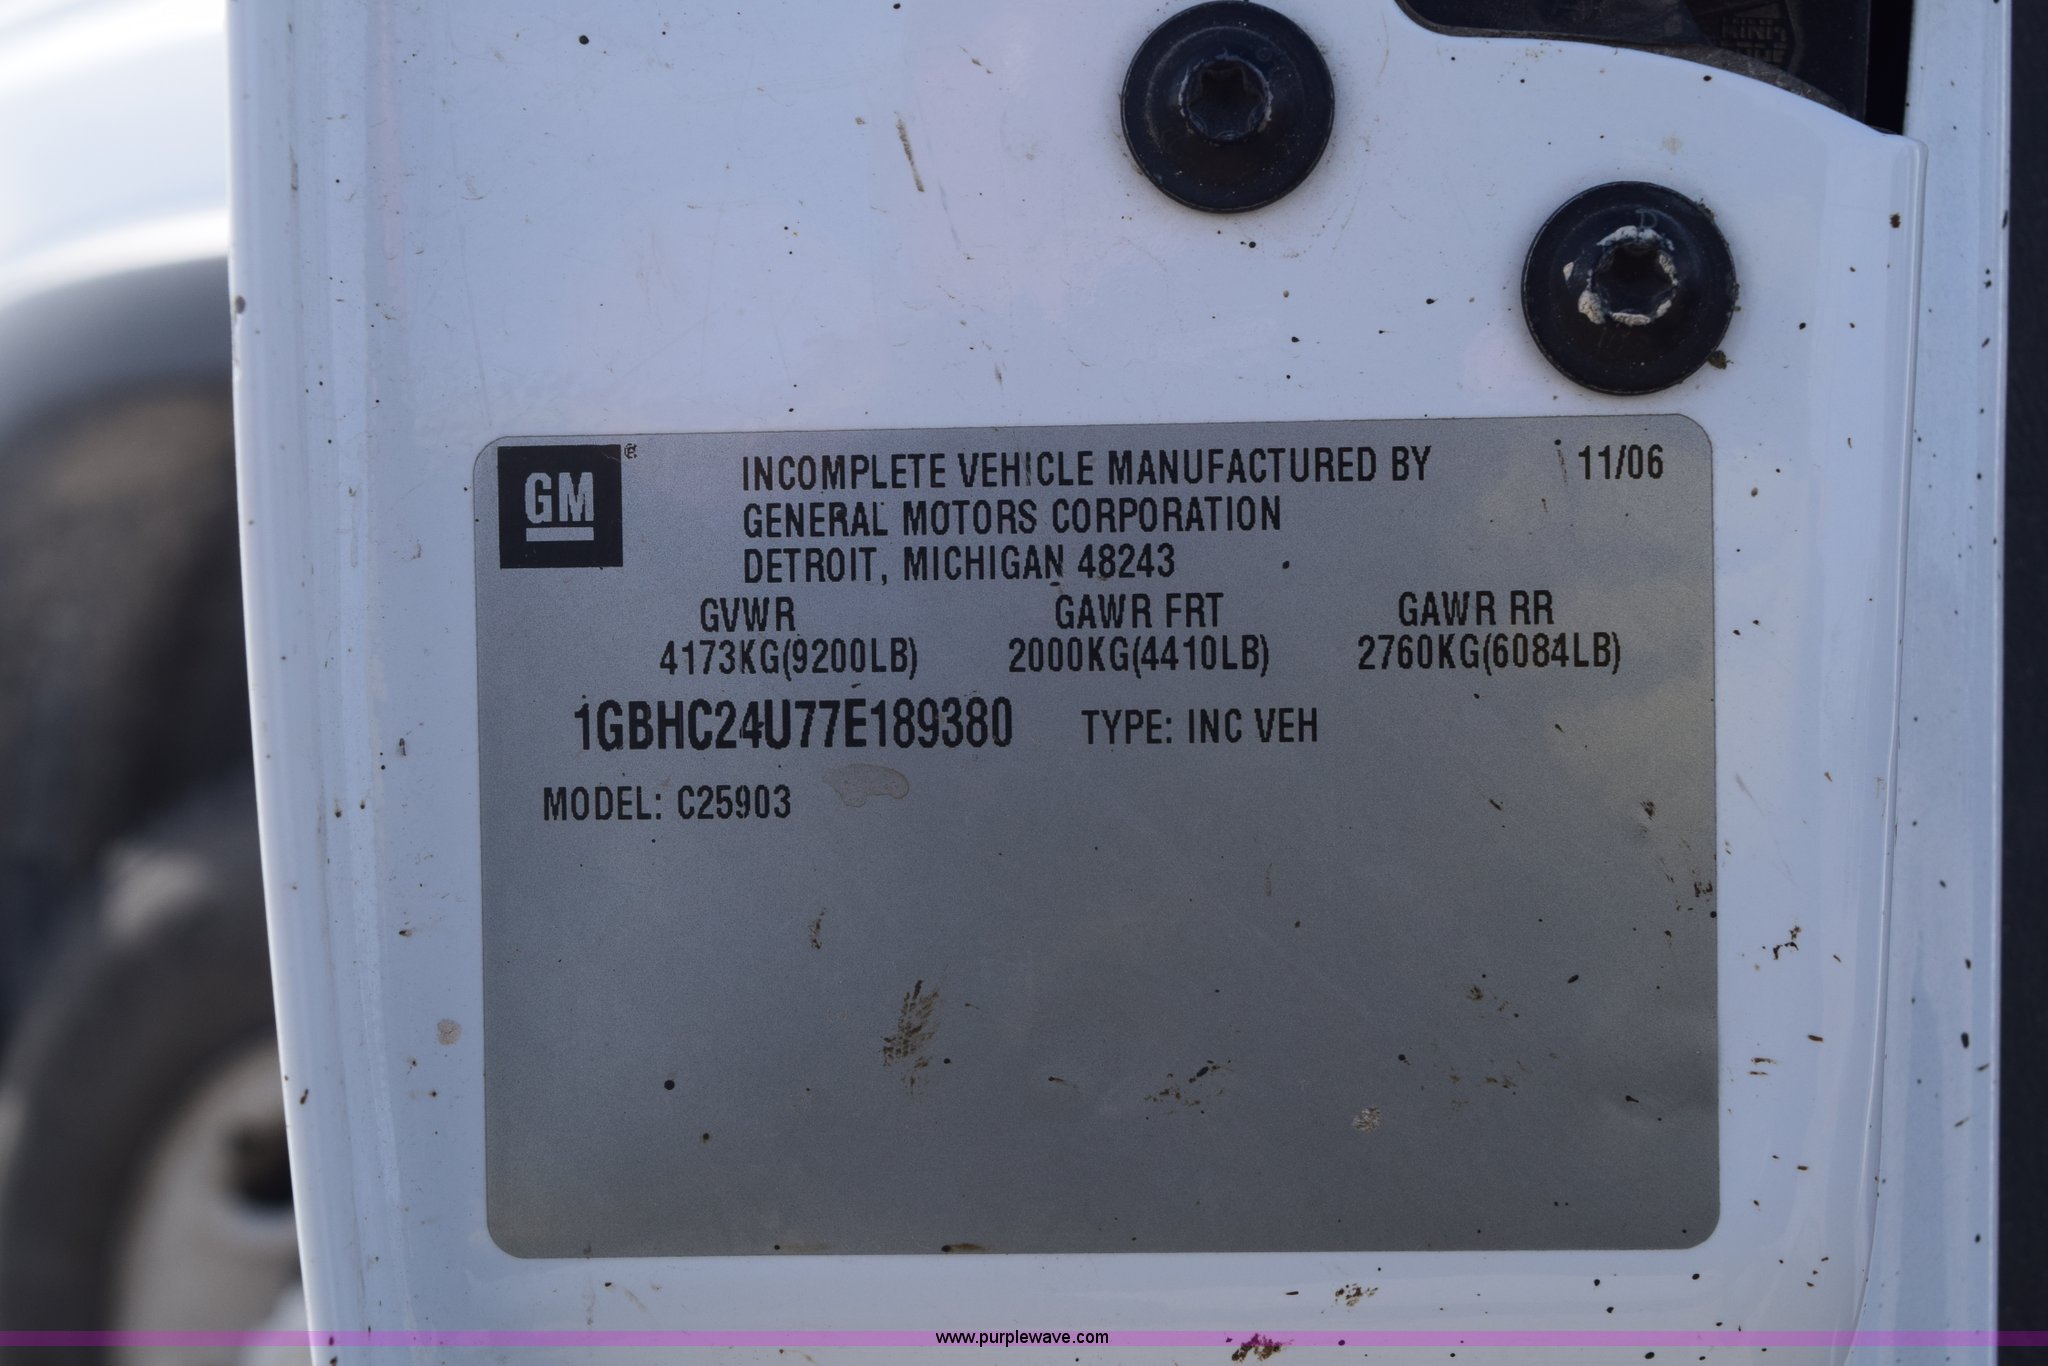 GM®
INCOMPLETE VEHICLE MANUFACTURED BY 11/06
GENERAL MOTORS CORPORATION
DETROIT, MICHIGAN 48243
GVWR GAWR FRT GAWR RR
4173KG(9200LB) 2000KG(4410LB) 2760KG(6084LB)
1GBHC24U77E189380 TYPE: INC VEH
MODEL: C25903
www.purplewave.com